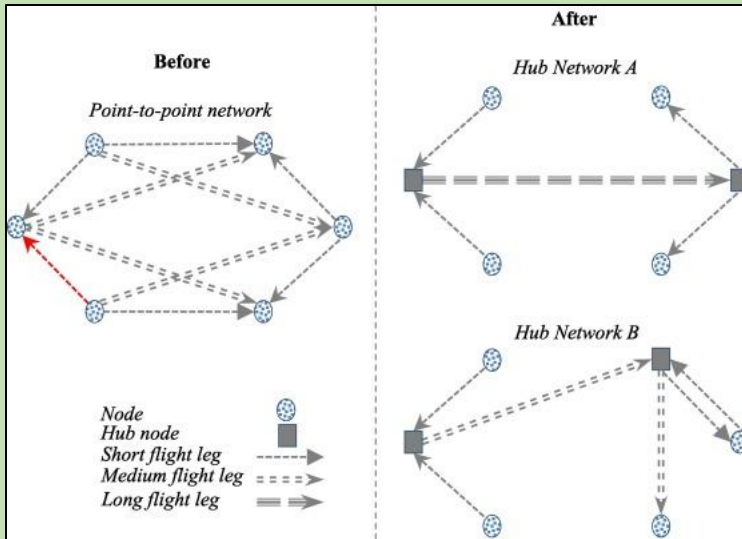 Before
Point-to-point network
Node
Hub node
Short flight leg
Medium flight leg
Long flight leg
After
Hub Network A
Hub Network B